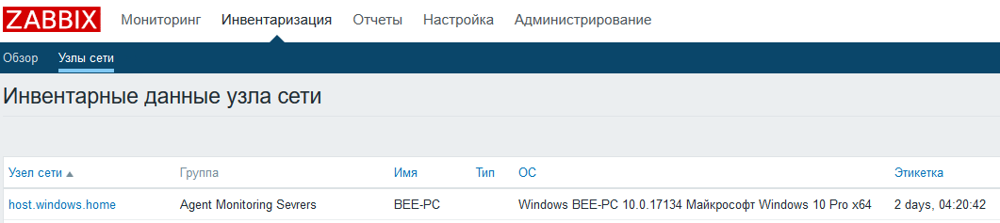 ZABBIX Мониторинг Инвентаризация Отчеты Настройка Администрирование
Обзор Узлы сети
Инвентарные данные узла сети
Узел сети Группа Имя Тип ОС Этикетка
host.windows.home Agent Monitoring Sevrers BEE-PC Windows BEE-PC 10.0.17134 Майкрософт Windows 10 Pro x64 2 days, 04:20:42